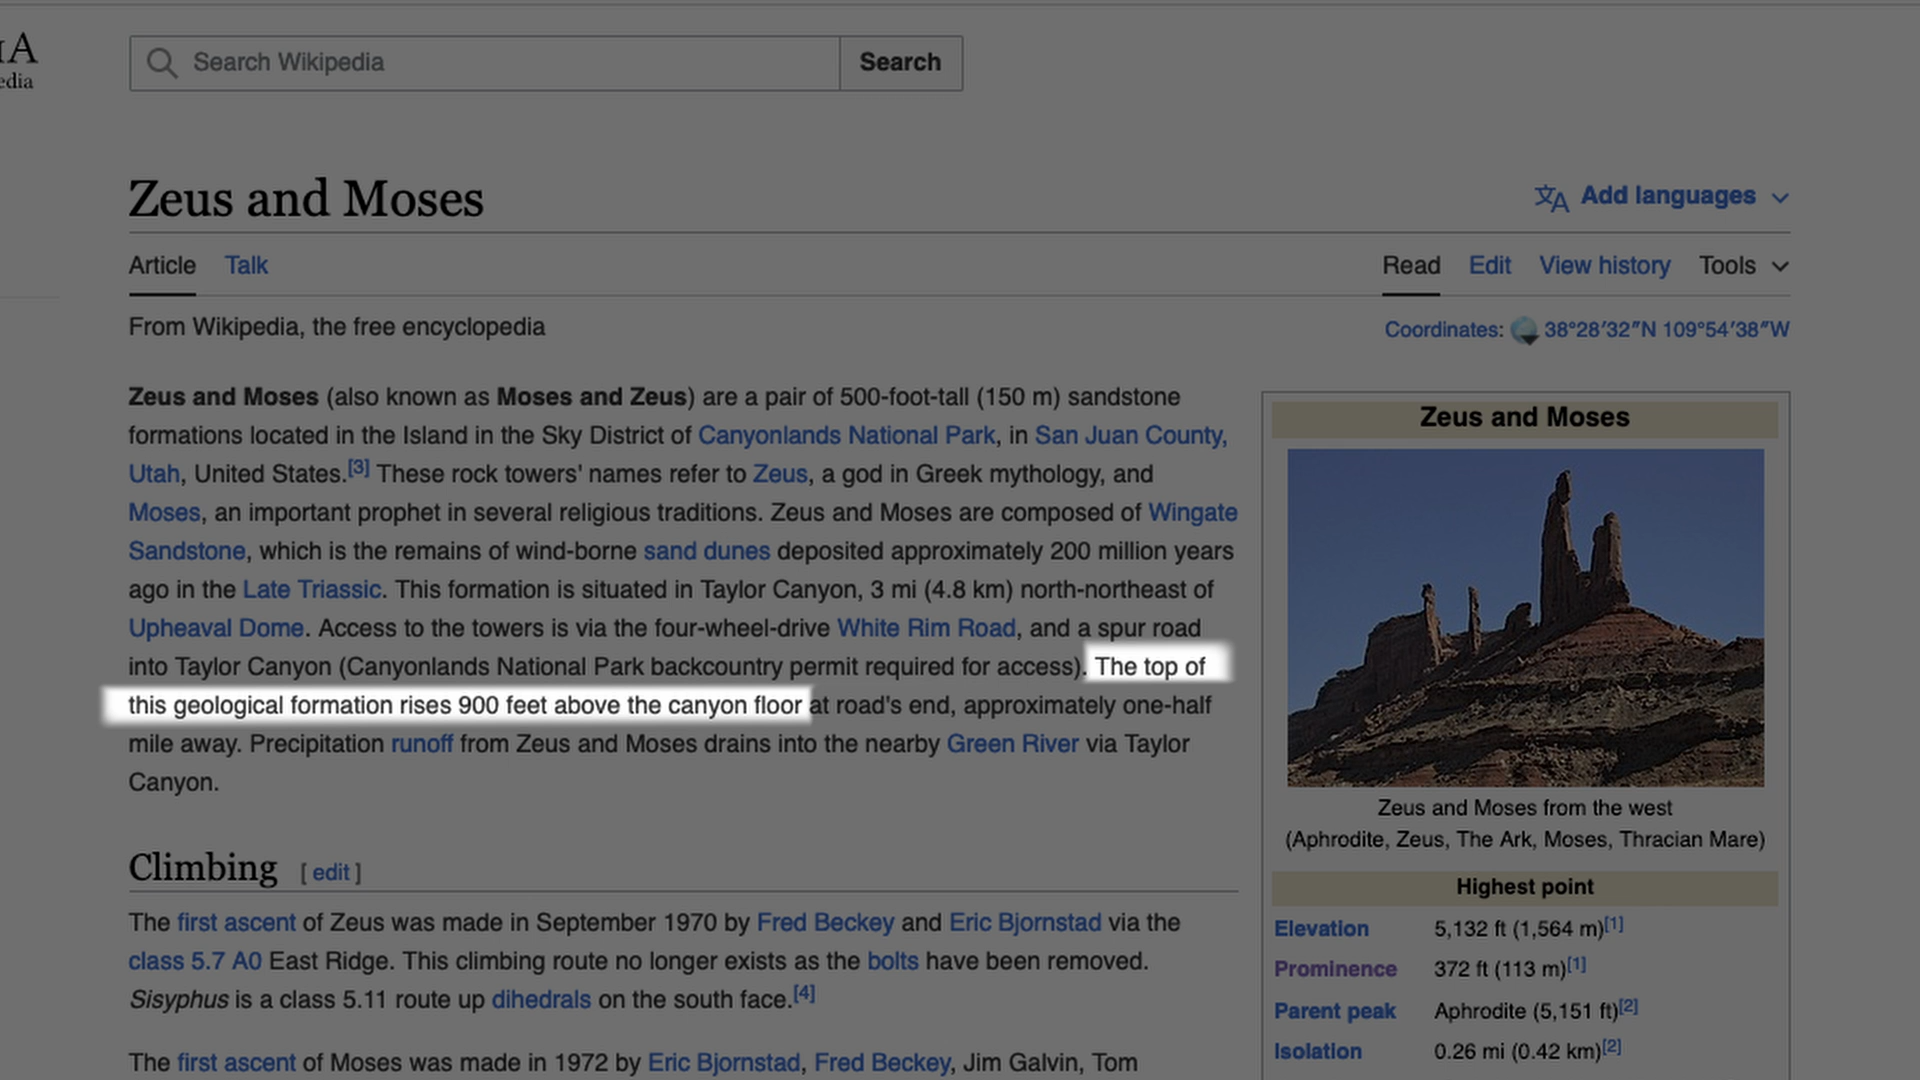 IA
edia
Search Wikipedia
Search
Zeus and Moses
Add languages
Article Talk
Read Edit View history Tools
From Wikipedia, the free encyclopedia
Coordinates: 38°28′32″N 109°54′38″W
Zeus and Moses (also known as Moses and Zeus) are a pair of 500-foot-tall (150 m) sandstone
formations located in the Island in the Sky District of Canyonlands National Park, in San Juan County,
Utah, United States.[3] These rock towers' names refer to Zeus, a god in Greek mythology, and
Moses, an important prophet in several religious traditions. Zeus and Moses are composed of Wingate
Sandstone, which is the remains of wind-borne sand dunes deposited approximately 200 million years
ago in the Late Triassic. This formation is situated in Taylor Canyon, 3 mi (4.8 km) north-northeast of
Upheaval Dome. Access to the towers is via the four-wheel-drive White Rim Road, and a spur road
into Taylor Canyon (Canyonlands National Park backcountry permit required for access). The top of
this geological formation rises 900 feet above the canyon floor at road's end, approximately one-half
mile away. Precipitation runoff from Zeus and Moses drains into the nearby Green River via Taylor
Canyon.
Climbing [ edit ]
The first ascent of Zeus was made in September 1970 by Fred Beckey and Eric Bjornstad via the
class 5.7 A0 East Ridge. This climbing route no longer exists as the bolts have been removed.
Sisyphus is a class 5.11 route up dihedrals on the south face.[4]
The first ascent of Moses was made in 1972 by Eric Bjornstad, Fred Beckey, Jim Galvin, Tom
Zeus and Moses
Zeus and Moses from the west
(Aphrodite, Zeus, The Ark, Moses, Thracian Mare)
Highest point
Elevation 5,132 ft (1,564 m)[1]
Prominence 372 ft (113 m)[1]
Parent peak Aphrodite (5,151 ft)[2]
Isolation 0.26 mi (0.42 km)[2]